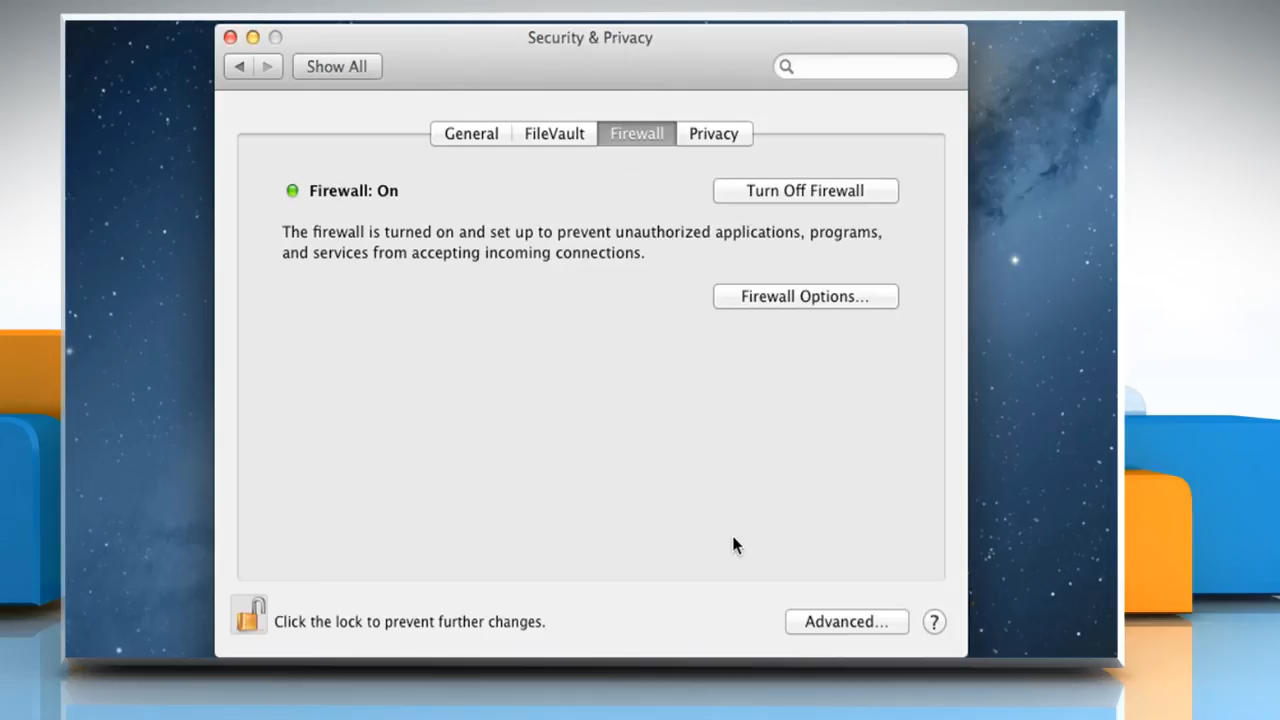 Security & Privacy
Show All
General FileVault Firewall Privacy
Firewall: On
Turn Off Firewall
The firewall is turned on and set up to prevent unauthorized applications, programs,
and services from accepting incoming connections.
Firewall Options...
Click the lock to prevent further changes.
Advanced...
?